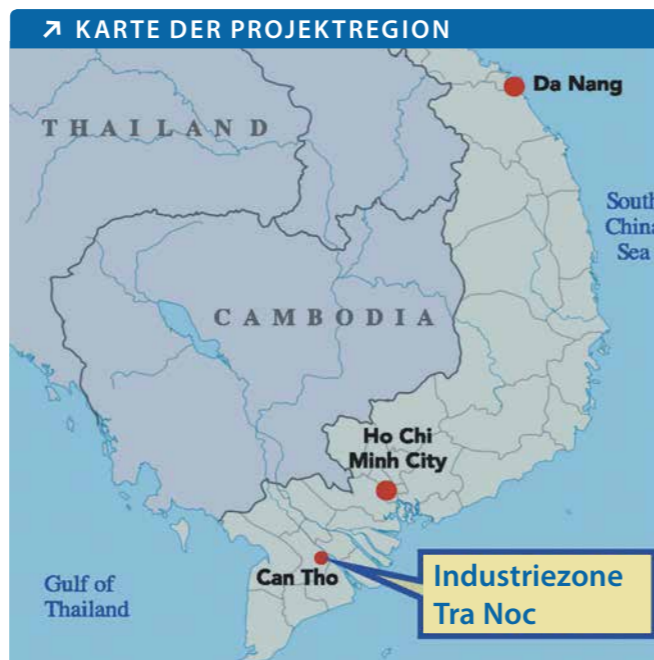 ↗ KARTE DER PROJEKTREGION
Da Nang
THAILAND
South
China
Sea
CAMBODIA
Ho Chi
Minh City
Can Tho
Industriezone
Tra Noc
Gulf of
Thailand